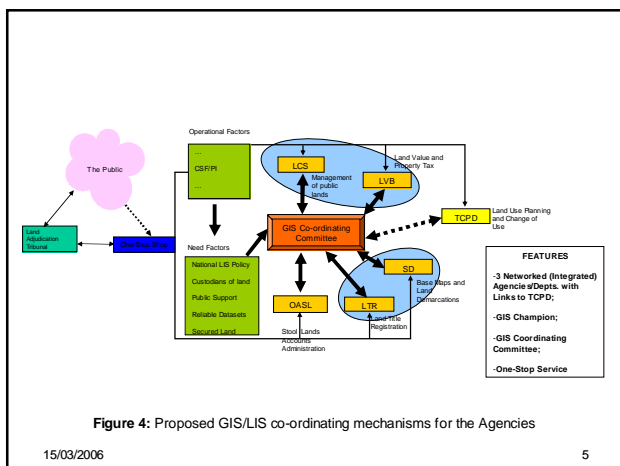 Operational Factors
...
CSF/PI
...
The Public
LCS
Management
of public
lands
Land Value and
Property Tax
LVB
Land
Adjudication
Tribunal
One-Stop Shop
GIS Co-ordinating
Committee
TCPD
Land Use Planning
and Change of
Use
Need Factors
National LIS Policy
Custodians of land
Public Support
Reliable Datasets
Secured Land
OASL
Stool Lands
Accounts
Administration
SD
Base Maps and
Land
Demarcations
LTR
Land Title
Registration
FEATURES
-3 Networked (Integrated)
Agencies/Depts. with
Links to TCPD;
-GIS Champion;
-GIS Coordinating
Committee;
-One-Stop Service
Figure 4: Proposed GIS/LIS co-ordinating mechanisms for the Agencies
15/03/2006
5